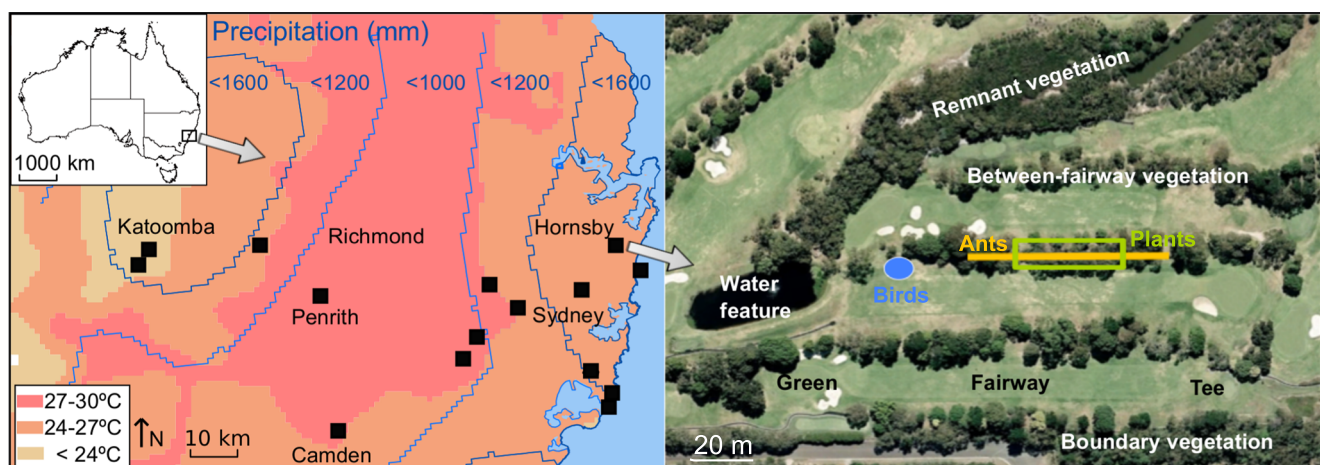 Precipitation (mm)
<1600
<1200
<1000
<1200
<1600
1000 km
Katoomba
Richmond
Hornsby
Penrith
Sydney
Camden
27-30ºC
24-27ºC
< 24ºC
N
10 km
Remnant vegetation
Between-fairway vegetation
Ants
Plants
Birds
Water
feature
Green
Fairway
Tee
20 m
Boundary vegetation